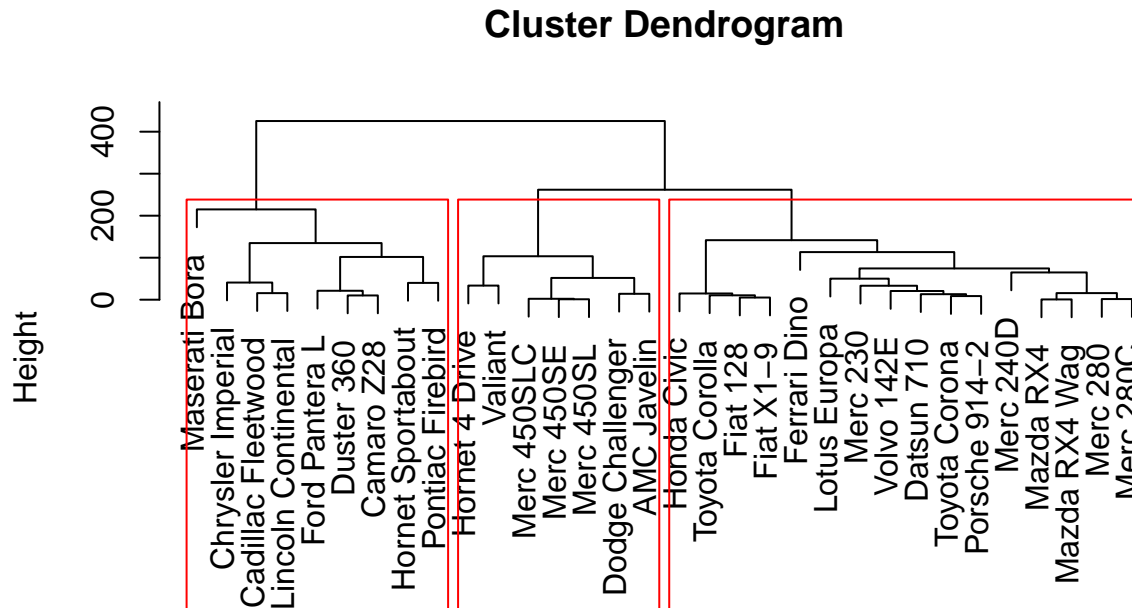 Cluster Dendrogram
Height
0
200
400
Maserati Bora
Chrysler Imperial
Cadillac Fleetwood
Lincoln Continental
Ford Pantera L
Duster 360
Camaro Z28
Hornet Sportabout
Pontiac Firebird
Hornet 4 Drive
Valiant
Merc 450SLC
Merc 450SE
Merc 450SL
Dodge Challenger
AMC Javelin
Honda Civic
Toyota Corolla
Fiat 128
Fiat X1−9
Ferrari Dino
Lotus Europa
Merc 230
Volvo 142E
Datsun 710
Toyota Corona
Porsche 914−2
Merc 240D
Mazda RX4
Mazda RX4 Wag
Merc 280
Merc 280C